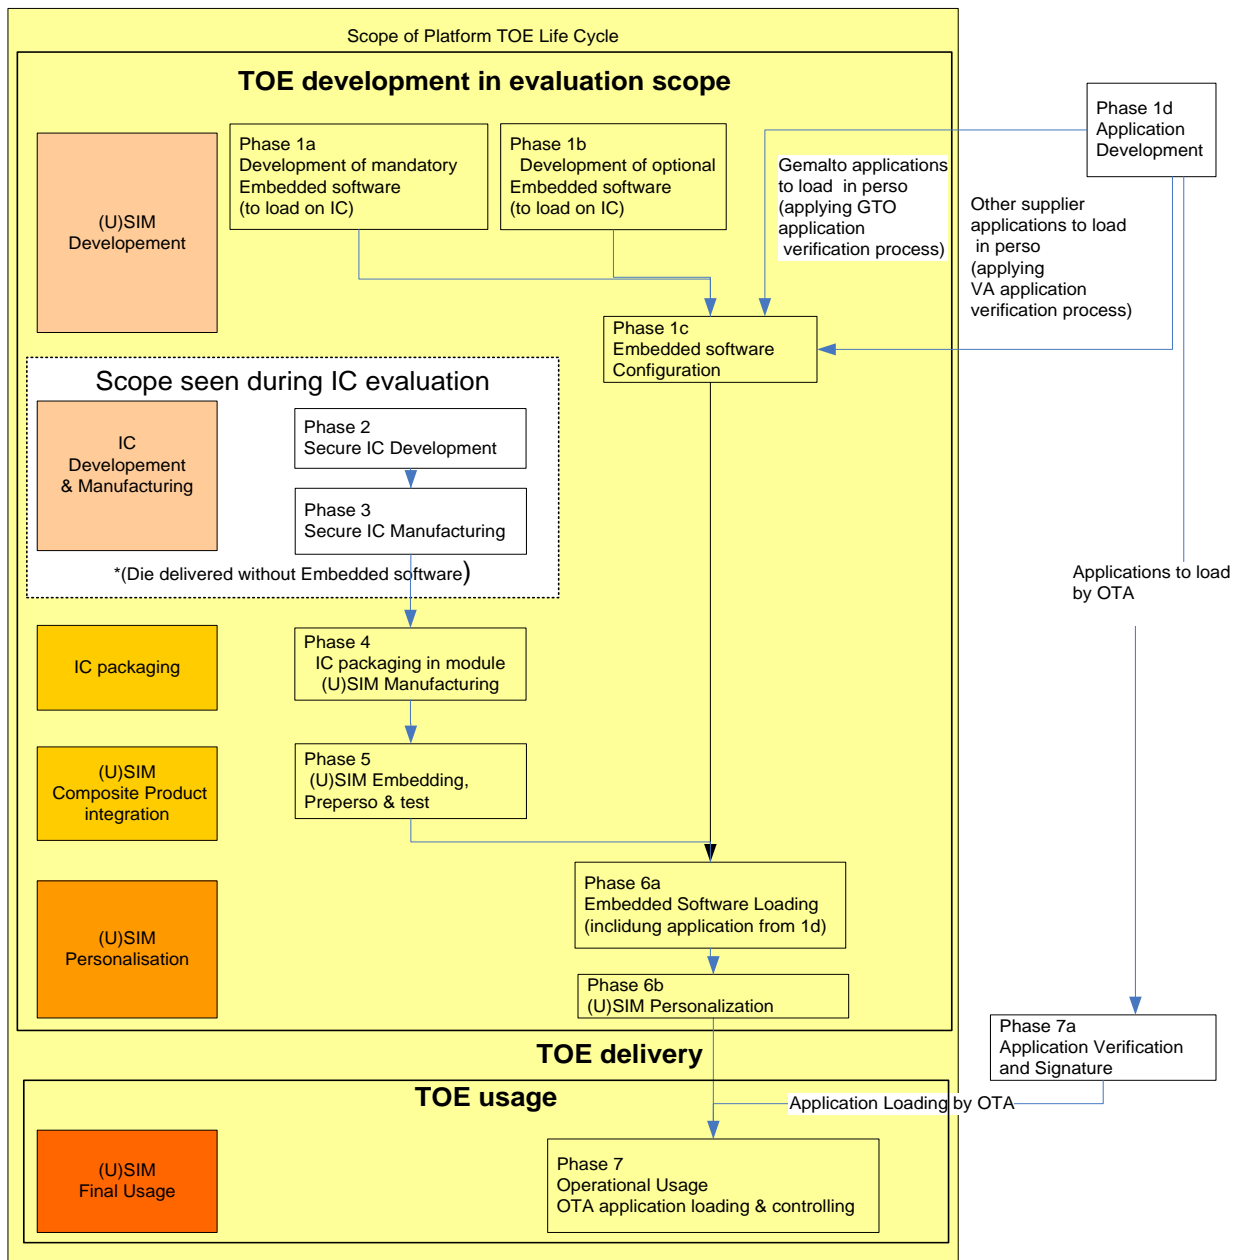 Scope of Platform TOE Life Cycle
TOE development in evaluation scope
(U)SIM
Developement
Phase 1a
Development of mandatory
Embedded software
(to load on IC)
Phase 1b
Development of optional
Embedded software
(to load on IC)
Gemalto applications
to load in perso
(applying GTO
application
verification process)
Phase 1d
Application
Development
Other supplier
applications to load
in perso
(applying
VA application
verification process)
Phase 1c
Embedded software
Configuration
Scope seen during IC evaluation
IC
Developement
& Manufacturing
Phase 2
Secure IC Development
Phase 3
Secure IC Manufacturing
*(Die delivered without Embedded software)
Applications to load
by OTA
IC packaging
Phase 4
IC packaging in module
(U)SIM Manufacturing
(U)SIM
Composite Product
integration
Phase 5
(U)SIM Embedding,
Preperso & test
(U)SIM
Personalisation
Phase 6a
Embedded Software Loading
(inclidung application from 1d)
Phase 6b
(U)SIM Personalization
Phase 7a
Application Verification
and Signature
TOE delivery
TOE usage
Application Loading by OTA
(U)SIM
Final Usage
Phase 7
Operational Usage
OTA application loading & controlling